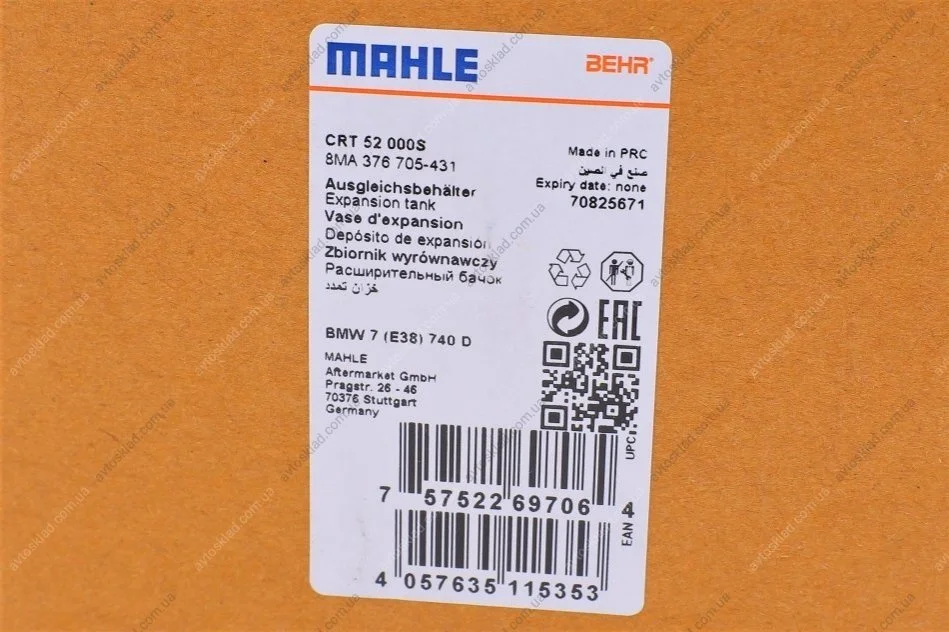 MAHLE
BEHR®
CRT 52 000S
8MA 376 705-431
Made in PRC
صنع في الصين
Expiry date: none
70825671
Ausgleichsbehälter
Expansion tank
Vase d'expansion
Depósito de expansión
Zbiornik wyrównawczy
Расширительный бачок
خزان تمدد
EAC
BMW 7 (E38) 740 D
MAHLE
Aftermarket GmbH
Pragstr. 26 - 46
70376 Stuttgart
Germany
UPC
7 57522 69706 4
EAN
4 057635 115353
avtosklad.com.ua